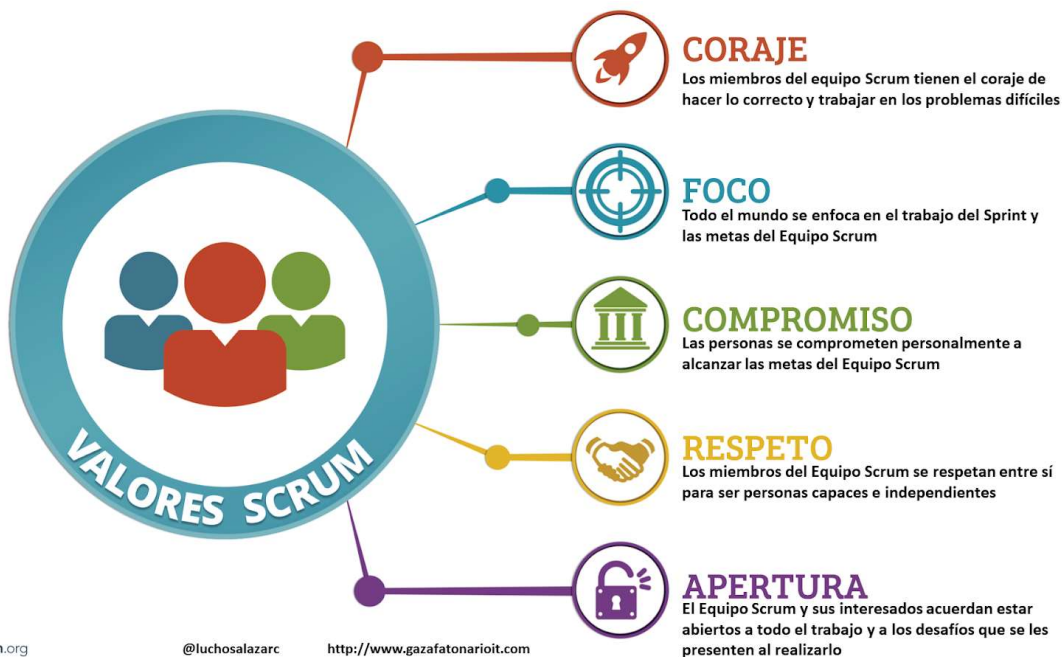 CORAJE
Los miembros del equipo Scrum tienen el coraje de
hacer lo correcto y trabajar en los problemas difíciles
FOCO
Todo el mundo se enfoca en el trabajo del Sprint y
las metas del Equipo Scrum
COMPROMISO
Las personas se comprometen personalmente a
alcanzar las metas del Equipo Scrum
RESPETO
Los miembros del Equipo Scrum se respetan entre sí
para ser personas capaces e independientes
APERTURA
El Equipo Scrum y sus interesados acuerdan estar
abiertos a todo el trabajo y a los desafíos que se les
presenten al realizarlo
VALORES SCRUM
.org
@luchosalazarc
http://www.gazafatonarioit.com